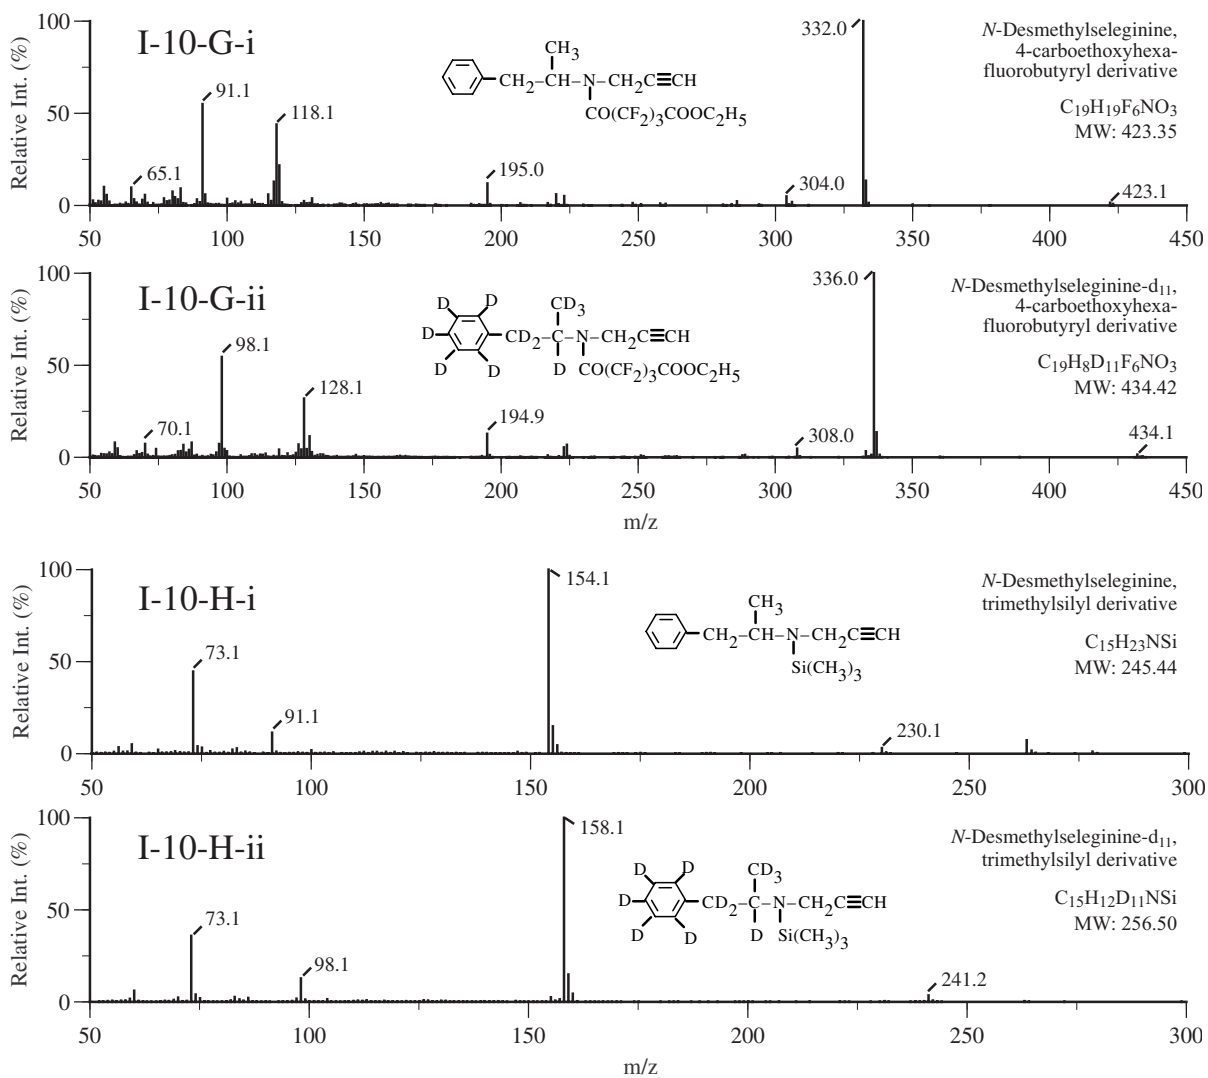 I-10-G-i
Relative Int. (%)
100
50
0
65.1
91.1
118.1
195.0
304.0
332.0
423.1
CH3
CH2–CH–N–CH2C≡CH
CO(CF2)3COOC2H5
N-Desmethylseleginine,
4-carboethoxyhexa-
fluorobutyryl derivative
C19H19F6NO3
MW: 423.35
50 100 150 200 250 300 350 400 450
I-10-G-ii
Relative Int. (%)
100
50
0
70.1
98.1
128.1
194.9
308.0
336.0
434.1
D D CD3
D CD2–C–N–CH2C≡CH
D D D CO(CF2)3COOC2H5
N-Desmethylseleginine-d11,
4-carboethoxyhexa-
fluorobutyryl derivative
C19H8D11F6NO3
MW: 434.42
50 100 150 200 250 300 350 400 450
m/z
I-10-H-i
Relative Int. (%)
100
50
0
73.1
91.1
154.1
230.1
CH3
CH2–CH–N–CH2C≡CH
Si(CH3)3
N-Desmethylseleginine,
trimethylsilyl derivative
C15H23NSi
MW: 245.44
50 100 150 200 250 300
I-10-H-ii
Relative Int. (%)
100
50
0
73.1
98.1
158.1
241.2
D D CD3
D CD2–C–N–CH2C≡CH
D D D Si(CH3)3
N-Desmethylseleginine-d11,
trimethylsilyl derivative
C15H12D11NSi
MW: 256.50
50 100 150 200 250 300
m/z